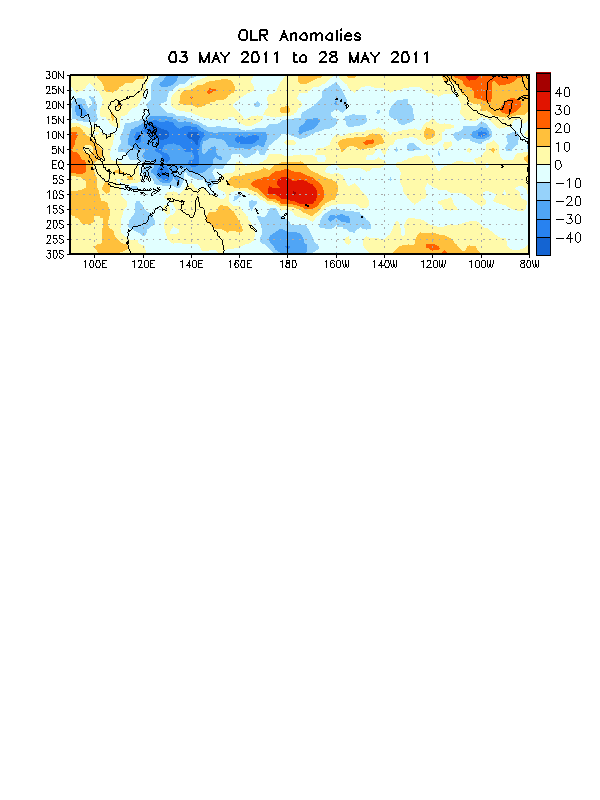 OLR Anomalies
03 MAY 2011 to 28 MAY 2011
30N
25N
20N
15N
10N
5N
EQ
5S
10S
15S
20S
25S
30S
100E 120E 140E 160E 180 160W 140W 120W 100W 80W
40
30
20
10
0
−10
−20
−30
−40